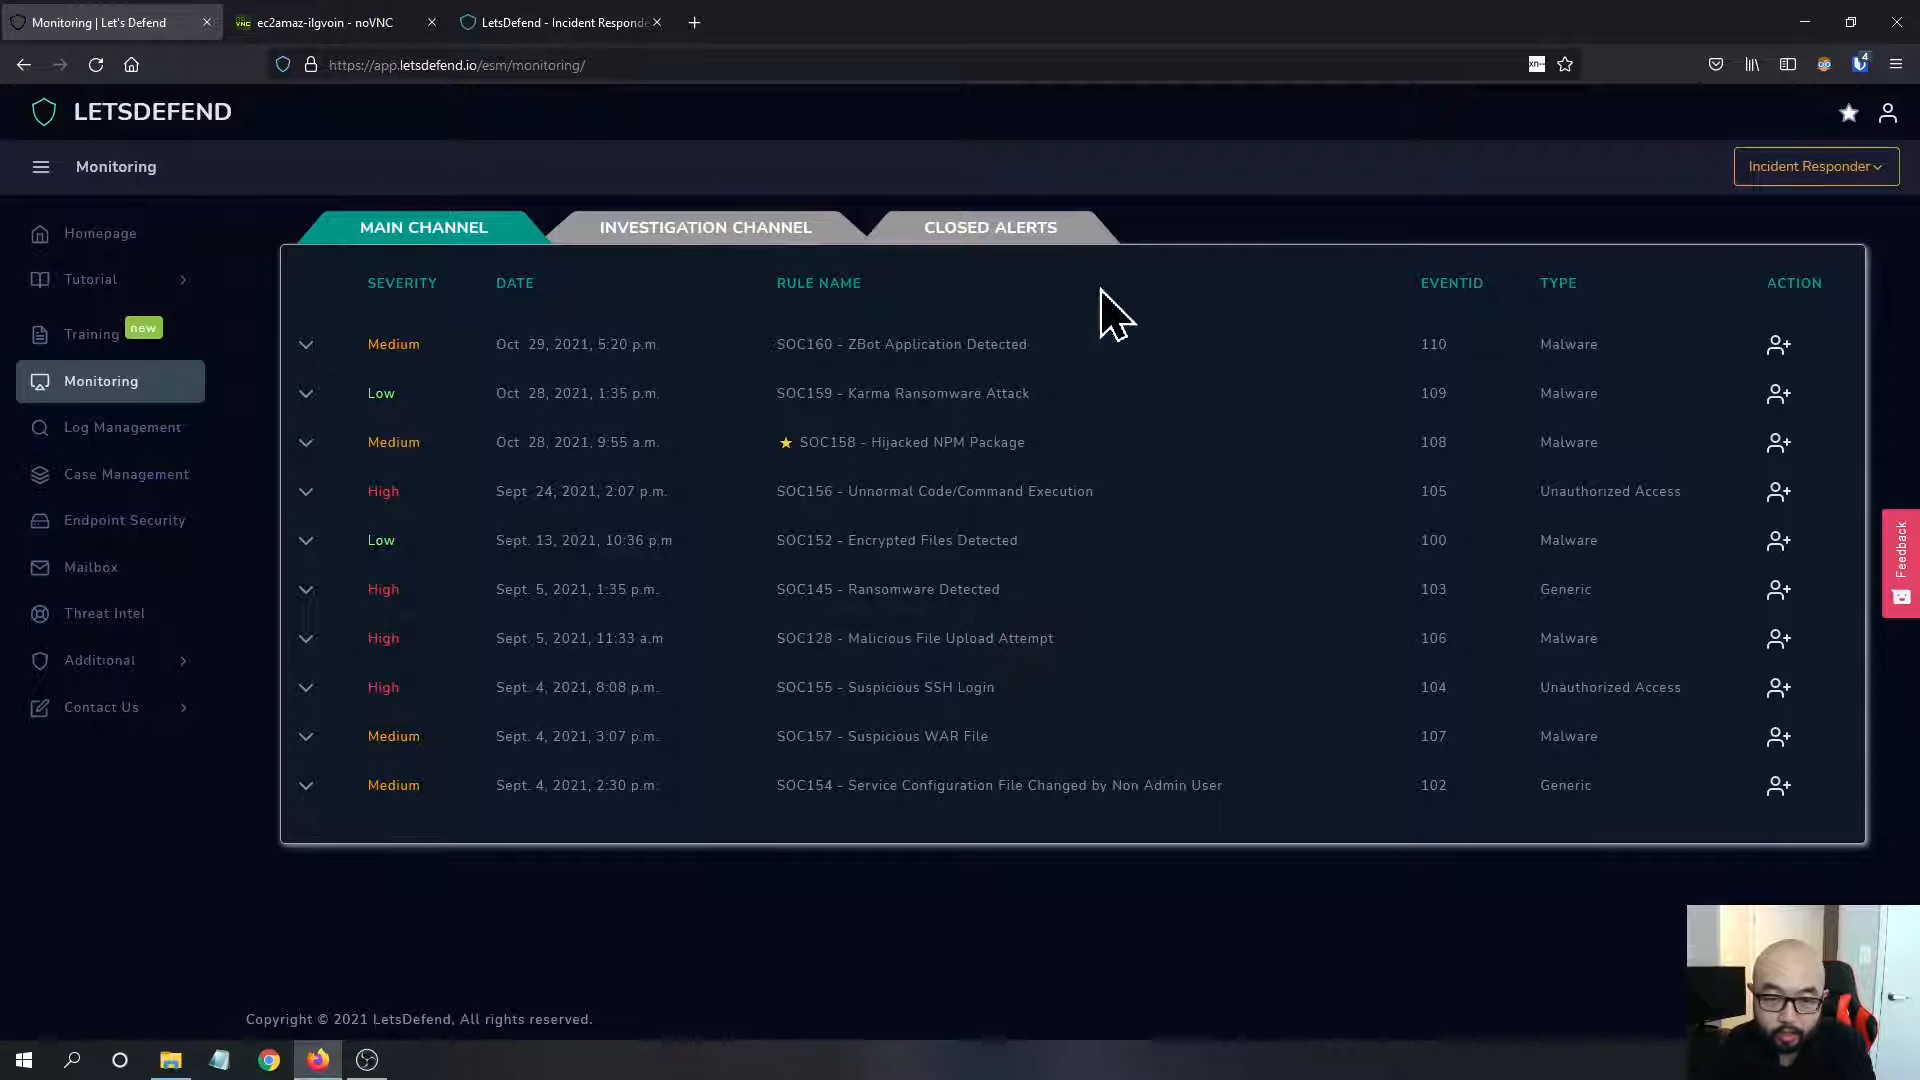 Monitoring | Let's Defend
ec2amaz-ilgvoin - noVNC
LetsDefend - Incident Responde
https://app.letsdefend.io/esm/monitoring/
4
LETSDEFEND
Monitoring
Incident Responder
Homepage
Tutorial
Training new
Monitoring
Log Management
Case Management
Endpoint Security
Mailbox
Threat Intel
Additional
Contact Us
MAIN CHANNEL INVESTIGATION CHANNEL CLOSED ALERTS
SEVERITY DATE RULE NAME EVENTID TYPE ACTION
Medium Oct 29, 2021, 5:20 p.m. SOC160 - ZBot Application Detected 110 Malware
Low Oct 28, 2021, 1:35 p.m. SOC159 - Karma Ransomware Attack 109 Malware
Medium Oct 28, 2021, 9:55 a.m. SOC158 - Hijacked NPM Package 108 Malware
High Sept. 24, 2021, 2:07 p.m. SOC156 - Unnormal Code/Command Execution 105 Unauthorized Access
Low Sept. 13, 2021, 10:36 p.m SOC152 - Encrypted Files Detected 100 Malware
High Sept. 5, 2021, 1:35 p.m. SOC145 - Ransomware Detected 103 Generic
High Sept. 5, 2021, 11:33 a.m SOC128 - Malicious File Upload Attempt 106 Malware
High Sept. 4, 2021, 8:08 p.m. SOC155 - Suspicious SSH Login 104 Unauthorized Access
Medium Sept. 4, 2021, 3:07 p.m. SOC157 - Suspicious WAR File 107 Malware
Medium Sept. 4, 2021, 2:30 p.m. SOC154 - Service Configuration File Changed by Non Admin User 102 Generic
Feedback
Copyright © 2021 LetsDefend, All rights reserved.